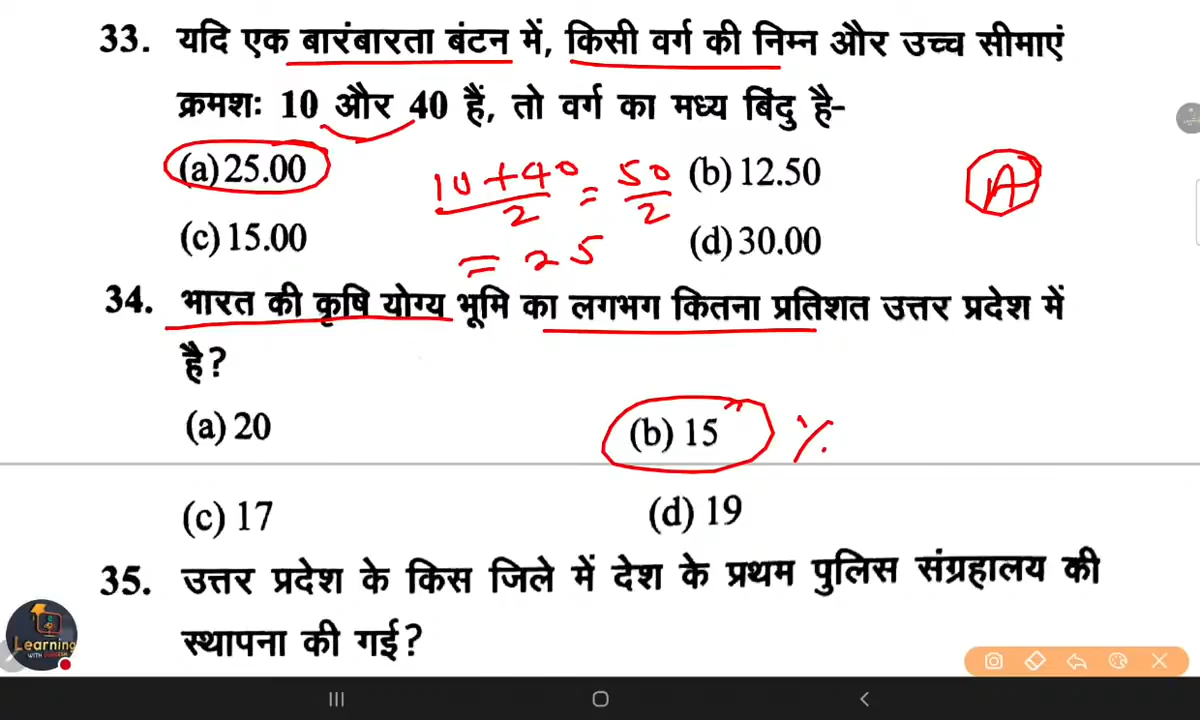 33. यदि एक बारंबारता बंटन में, किसी वर्ग की निम्न और उच्च सीमाएं
क्रमशः 10 और 40 हैं, तो वर्ग का मध्य बिंदु है-
(a) 25.00
10+40/2 = 50/2
(b) 12.50
A
(c) 15.00
= 25
(d) 30.00
34. भारत की कृषि योग्य भूमि का लगभग कितना प्रतिशत उत्तर प्रदेश में
है?
(a) 20
(b) 15
%
(c) 17
(d) 19
35. उत्तर प्रदेश के किस जिले में देश के प्रथम पुलिस संग्रहालय की
स्थापना की गई?
Learning